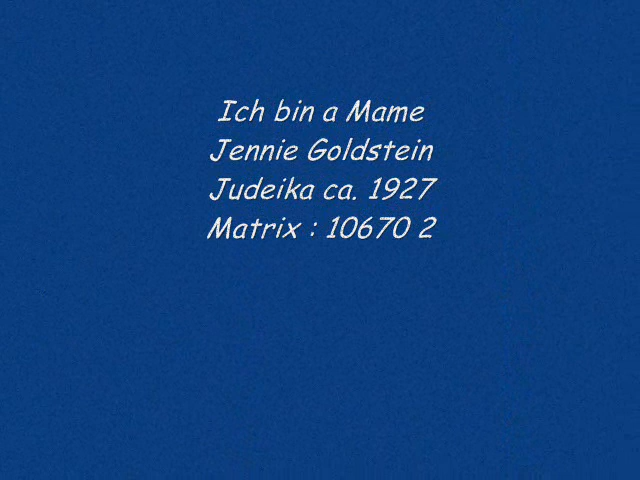 Ich bin a Mame
Jennie Goldstein
Judeika ca. 1927
Matrix : 10670 2